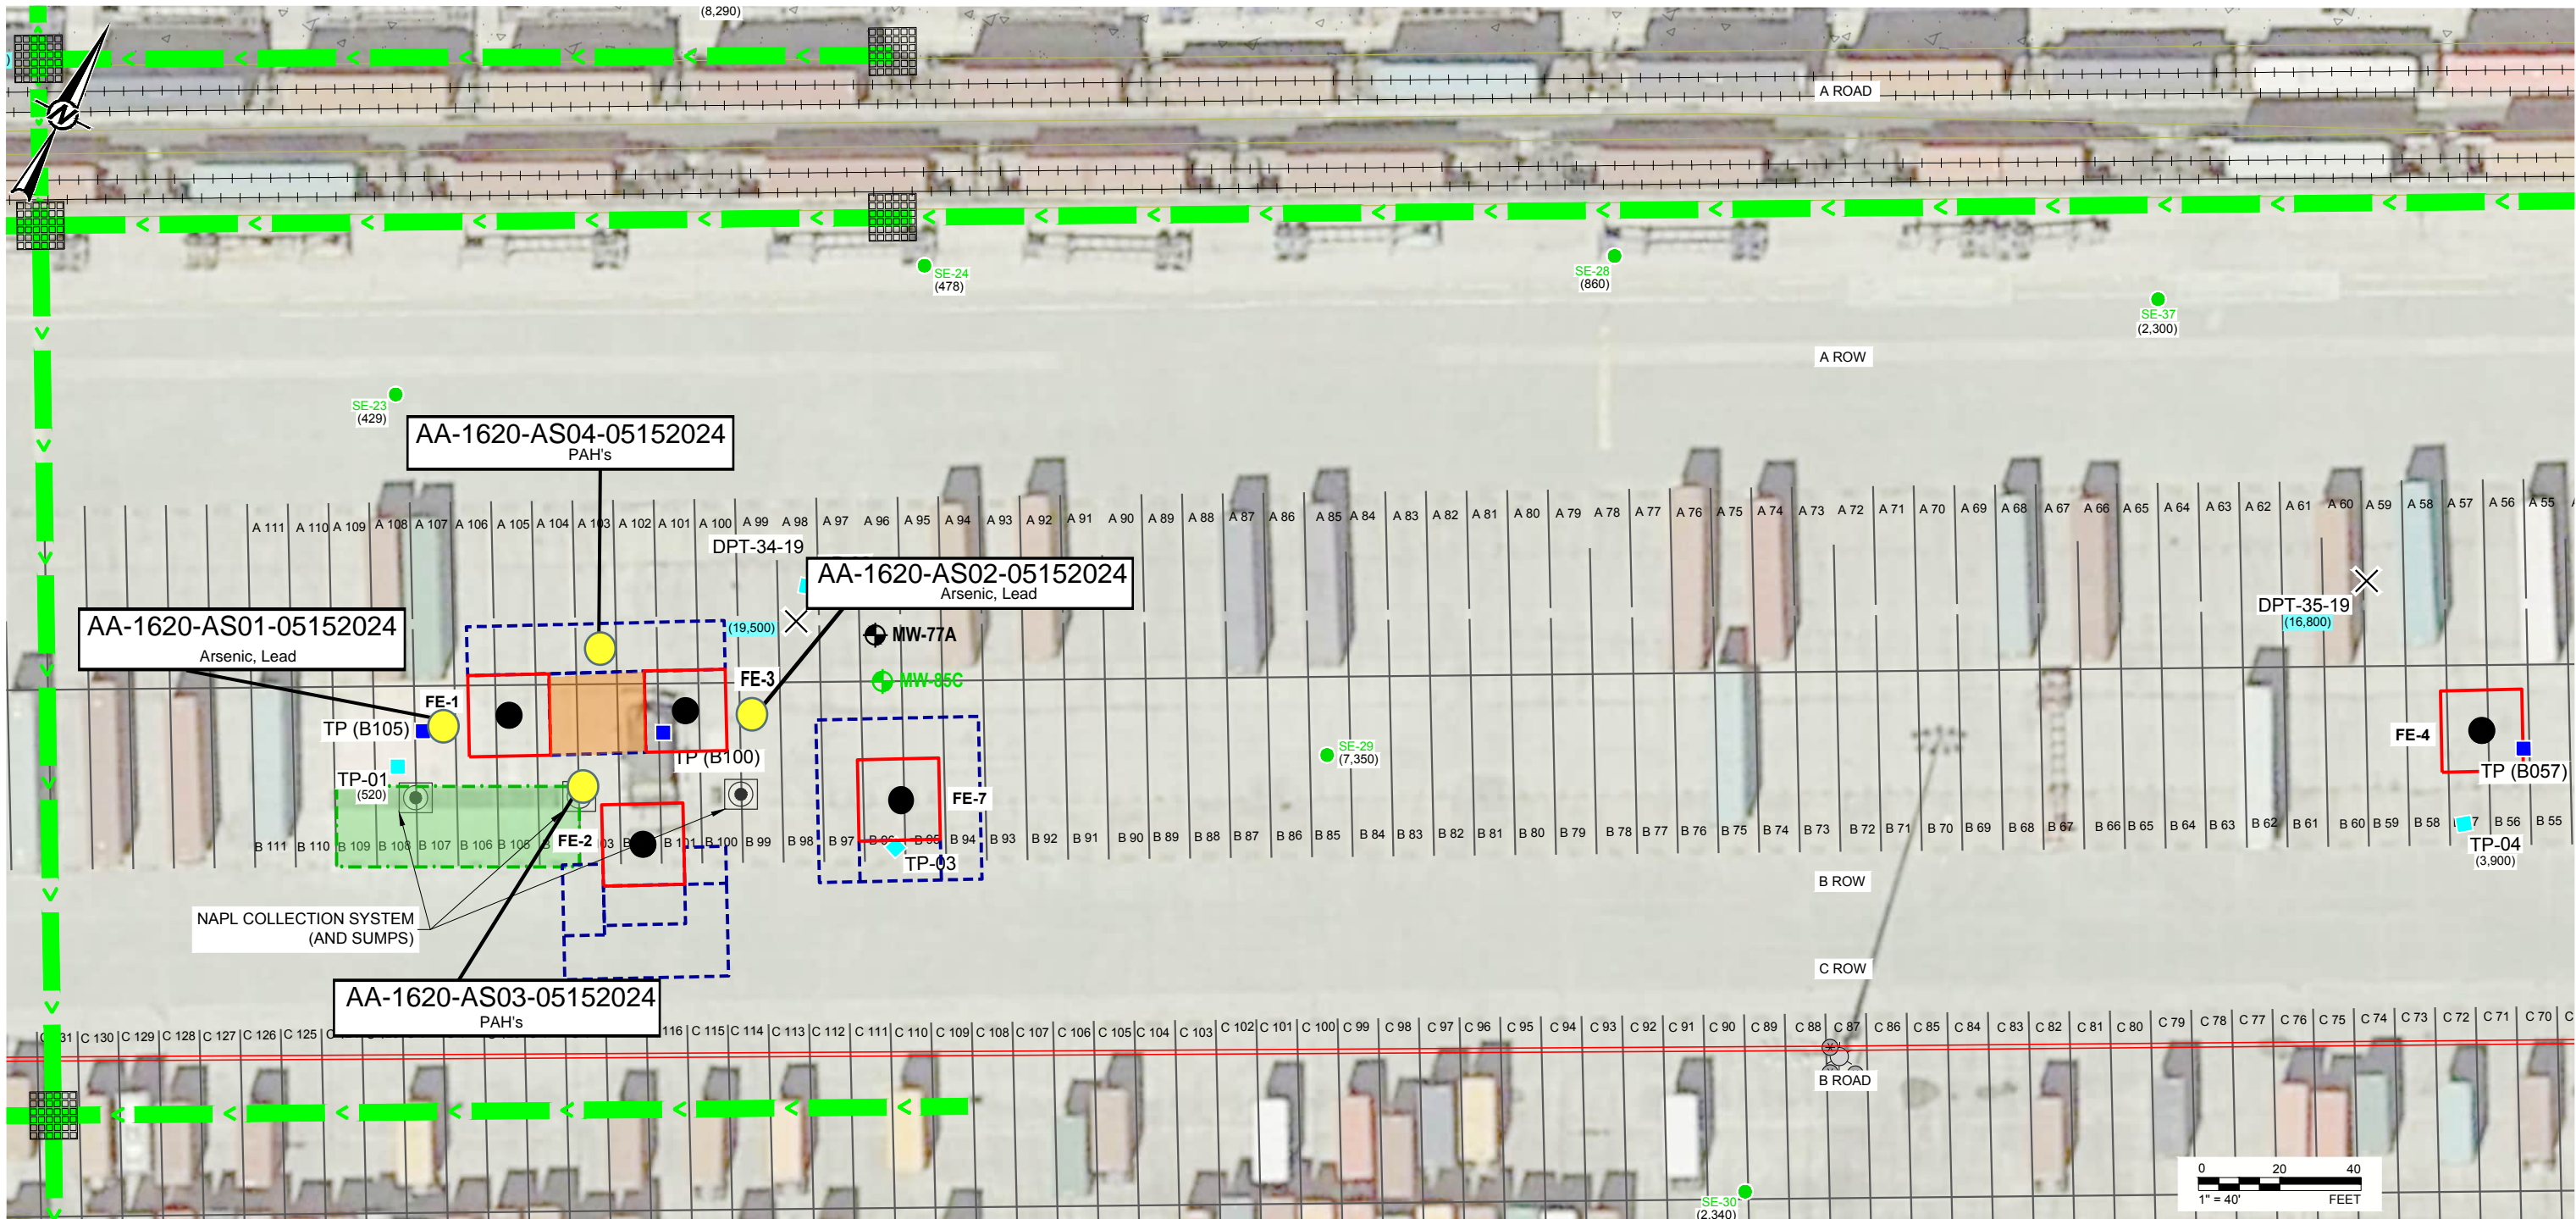 (8,290)
N
A ROAD
SE-24
(478)
SE-28
(860)
SE-37
(2,300)
A ROW
SE-23
(429)
AA-1620-AS04-05152024
PAH's
A 111 A 110 A 109 A 108 A 107 A 106 A 105 A 104 A 103 A 102 A 101 A 100 A 99 A 98 A 97 A 96 A 95 A 94 A 93 A 92 A 91 A 90 A 89 A 88 A 87 A 86 A 85 A 84 A 83 A 82 A 81 A 80 A 79 A 78 A 77 A 76 A 75 A 74 A 73 A 72 A 71 A 70 A 69 A 68 A 67 A 66 A 65 A 64 A 63 A 62 A 61 A 60 A 59 A 58 A 57 A 56 A 55
DPT-34-19
AA-1620-AS02-05152024
Arsenic, Lead
(19,500)
MW-77A
MW-85C
DPT-35-19
(16,800)
AA-1620-AS01-05152024
Arsenic, Lead
FE-1
FE-3
TP (B105)
TP (B100)
TP-01
(520)
SE-29
(7,350)
FE-4
TP (B057)
FE-7
FE-2
B 111 B 110 B 109 B 108 B 107 B 106 B 105 03 B 101 B 100 B 99 B 98 B 97 B 96 B 95 B 94 B 93 B 92 B 91 B 90 B 89 B 88 B 87 B 86 B 85 B 84 B 83 B 82 B 81 B 80 B 79 B 78 B 77 B 76 B 75 B 74 B 73 B 72 B 71 B 70 B 69 B 68 B 67 B 66 B 65 B 64 B 63 B 62 B 61 B 60 B 59 B 58 7 B 56 B 55
TP-03
TP-04
(3,900)
B ROW
NAPL COLLECTION SYSTEM
(AND SUMPS)
C ROW
AA-1620-AS03-05152024
PAH's
C 131 C 130 C 129 C 128 C 127 C 126 C 125 116 C 115 C 114 C 113 C 112 C 111 C 110 C 109 C 108 C 107 C 106 C 105 C 104 C 103 C 102 C 101 C 100 C 99 C 98 C 97 C 96 C 95 C 94 C 93 C 92 C 91 C 90 C 89 C 88 C 87 C 86 C 85 C 84 C 83 C 82 C 81 C 80 C 79 C 78 C 77 C 76 C 75 C 74 C 73 C 72 C 71 C 70 C
B ROAD
SE-30
(2,340)
0 20 40
1" = 40' FEET